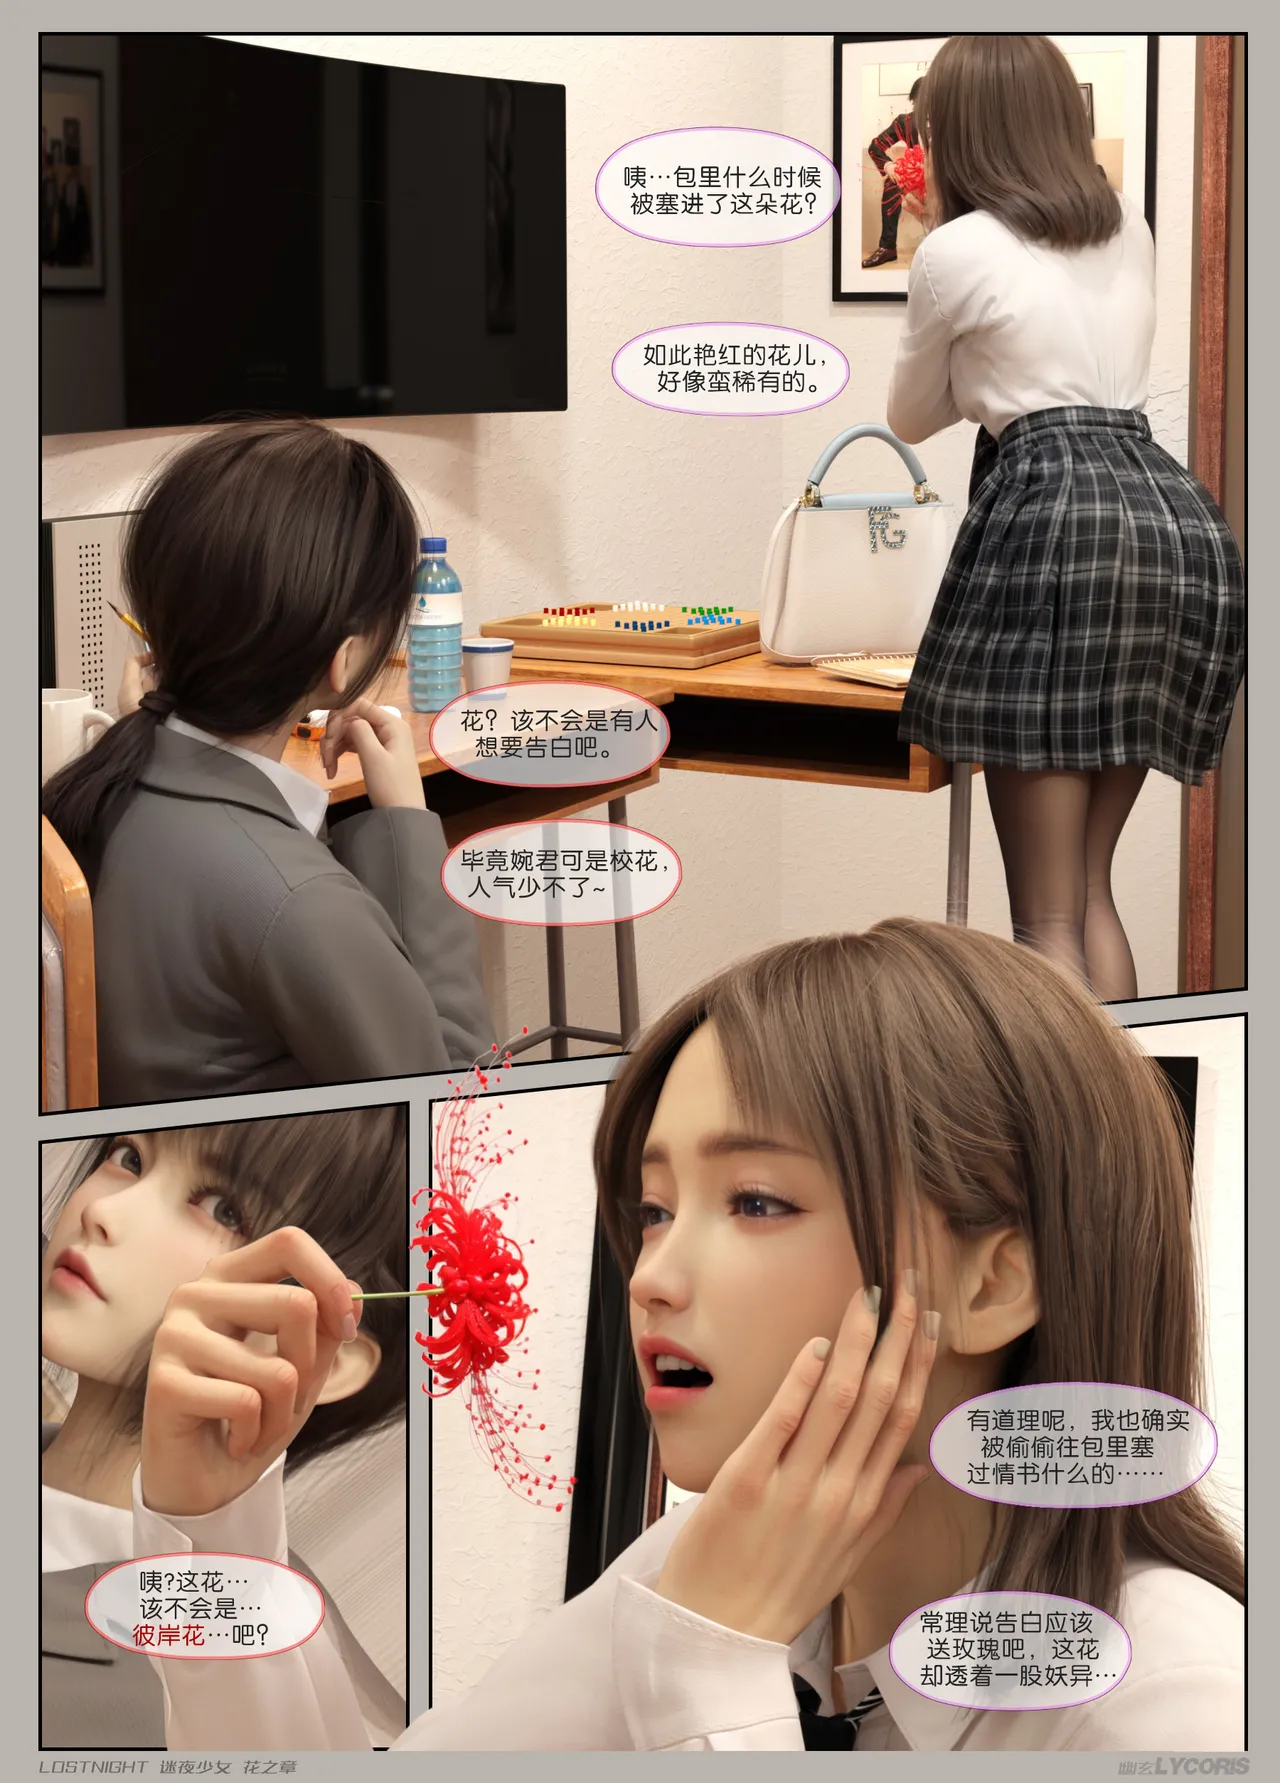 咦…包里什么时候
被塞进了这朵花?
如此艳红的花儿，
好像蛮稀有的。
花？该不会是有人
想要告白吧。
毕竟婉君可是校花，
人气少不了~
咦?这花…
该不会是…
彼岸花…吧?
有道理呢，我也确实
被偷偷往包里塞
过情书什么的……
常理说告白应该
送玫瑰吧，这花
却透着一股妖异…
LOSTNIGHT 迷夜少女 花之章
幽玄LYCORIS